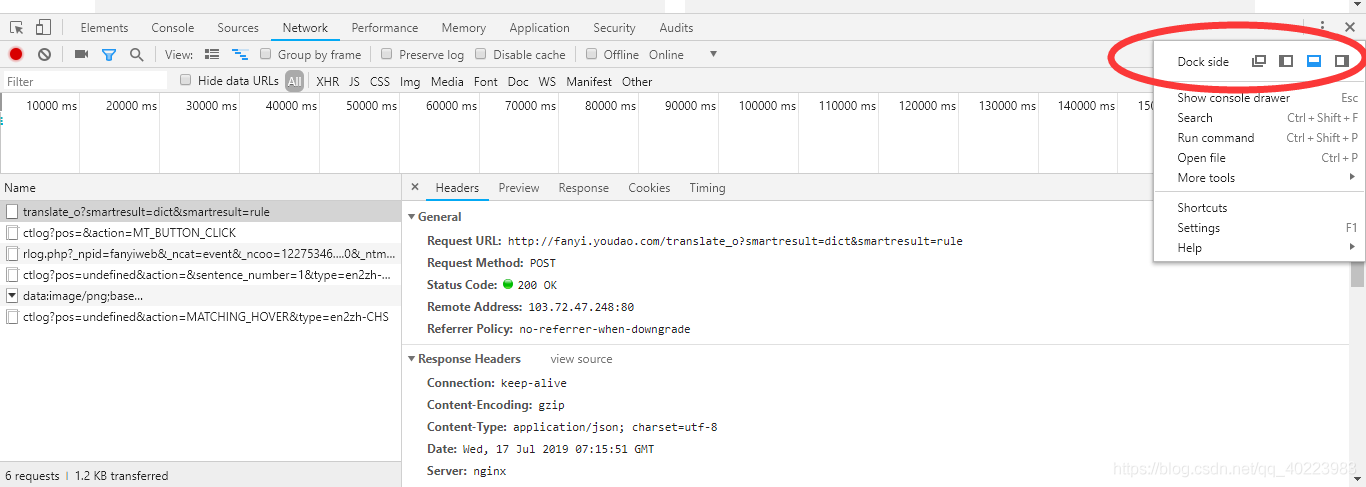 Elements Console Sources Network Performance Memory Application Security Audits
View: Group by frame Preserve log Disable cache Offline Online
Filter Hide data URLs All XHR JS CSS Img Media Font Doc WS Manifest Other
10000 ms 20000 ms 30000 ms 40000 ms 50000 ms 60000 ms 70000 ms 80000 ms 90000 ms 100000 ms 110000 ms 120000 ms 130000 ms 140000 ms
Dock side
Show console drawer Esc
Search Ctrl + Shift + F
Run command Ctrl + Shift + P
Open file Ctrl + P
More tools
Shortcuts
Settings F1
Help
Name
translate_o?smartresult=dict&smartresult=rule
ctlog?pos=&action=MT_BUTTON_CLICK
rlog.php?_npid=fanyiweb&_ncat=event&_ncoo=12275346....0&_ntm...
ctlog?pos=undefined&action=&sentence_number=1&type=en2zh-...
data:image/png;base...
ctlog?pos=undefined&action=MATCHING_HOVER&type=en2zh-CHS
6 requests 1.2 KB transferred
× Headers Preview Response Cookies Timing
General
Request URL: http://fanyi.youdao.com/translate_o?smartresult=dict&smartresult=rule
Request Method: POST
Status Code: 200 OK
Remote Address: 103.72.47.248:80
Referrer Policy: no-referrer-when-downgrade
Response Headers view source
Connection: keep-alive
Content-Encoding: gzip
Content-Type: application/json; charset=utf-8
Date: Wed, 17 Jul 2019 07:15:51 GMT
Server: nginx
https://blog.csdn.net/qq_40223983